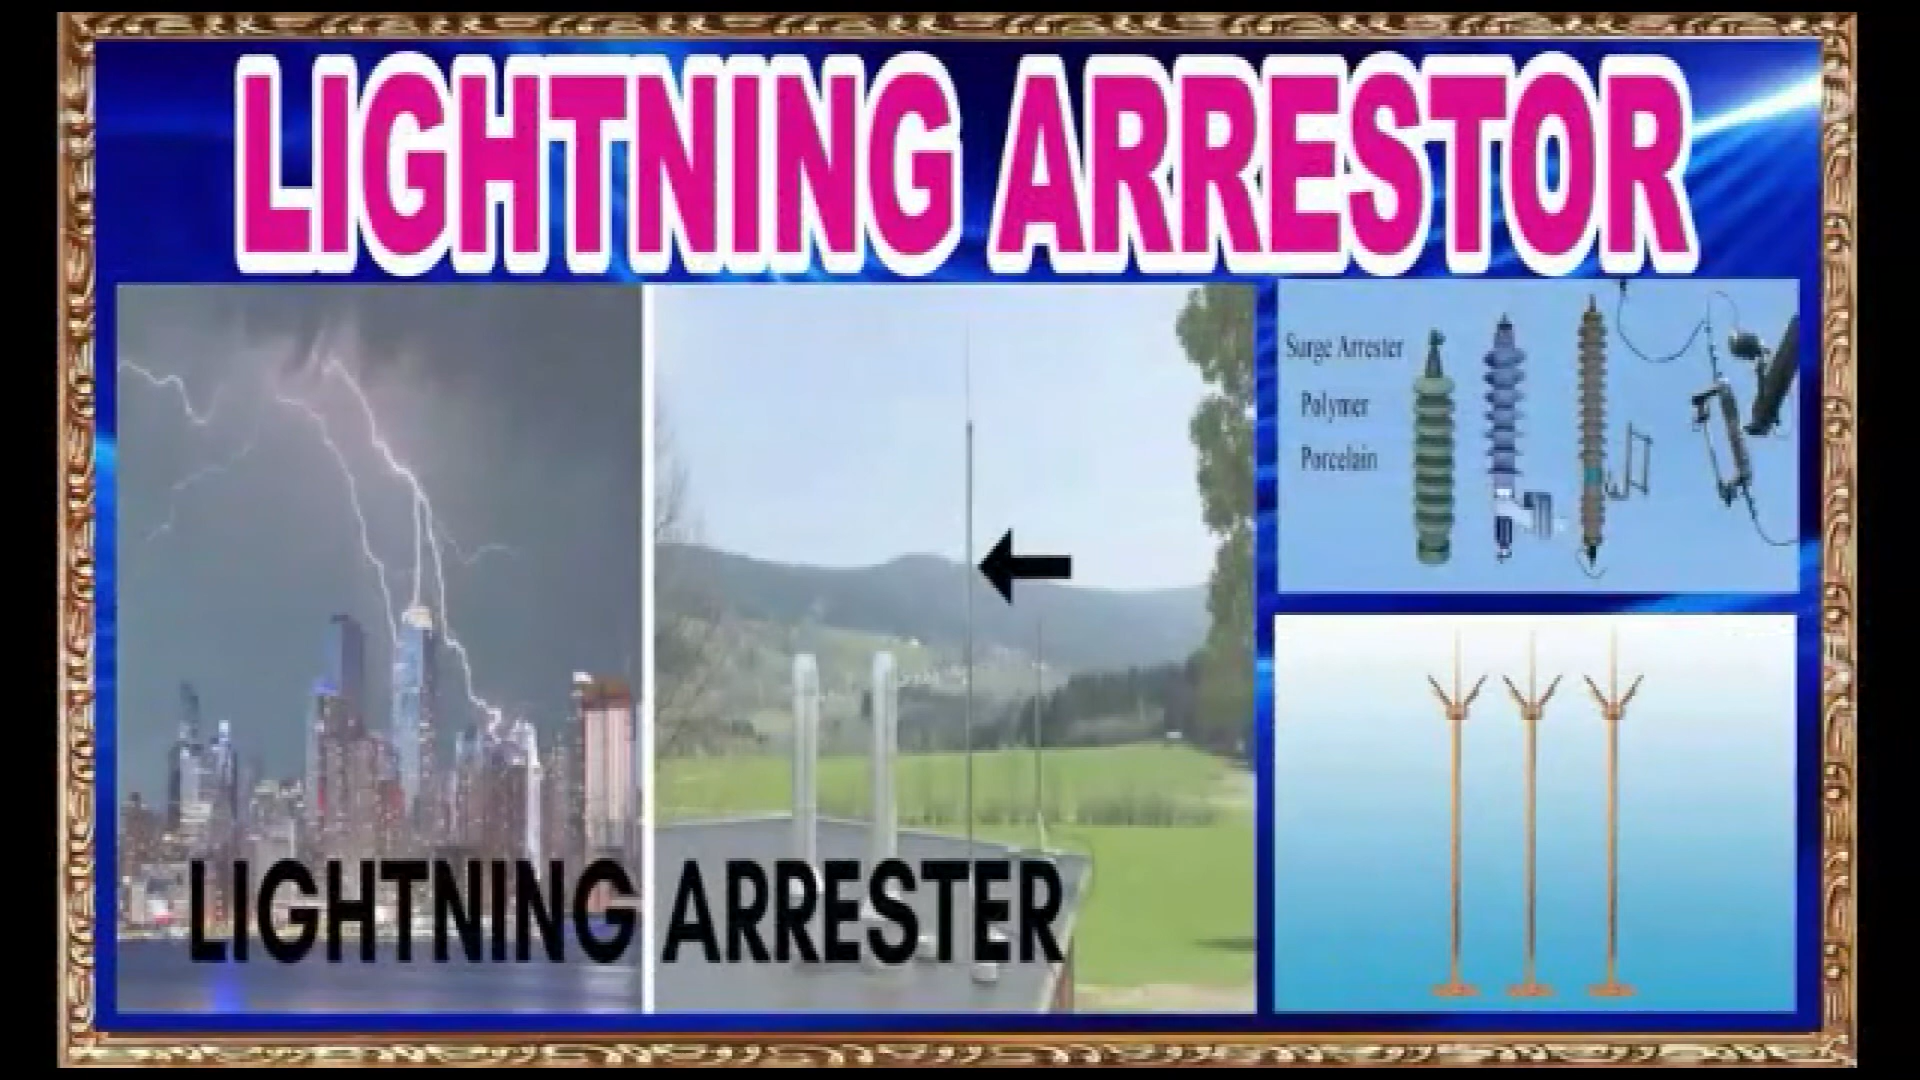 LIGHTNING ARRESTOR
Surge Arrester
Polymer
Porcelain
LIGHTNING ARRESTER